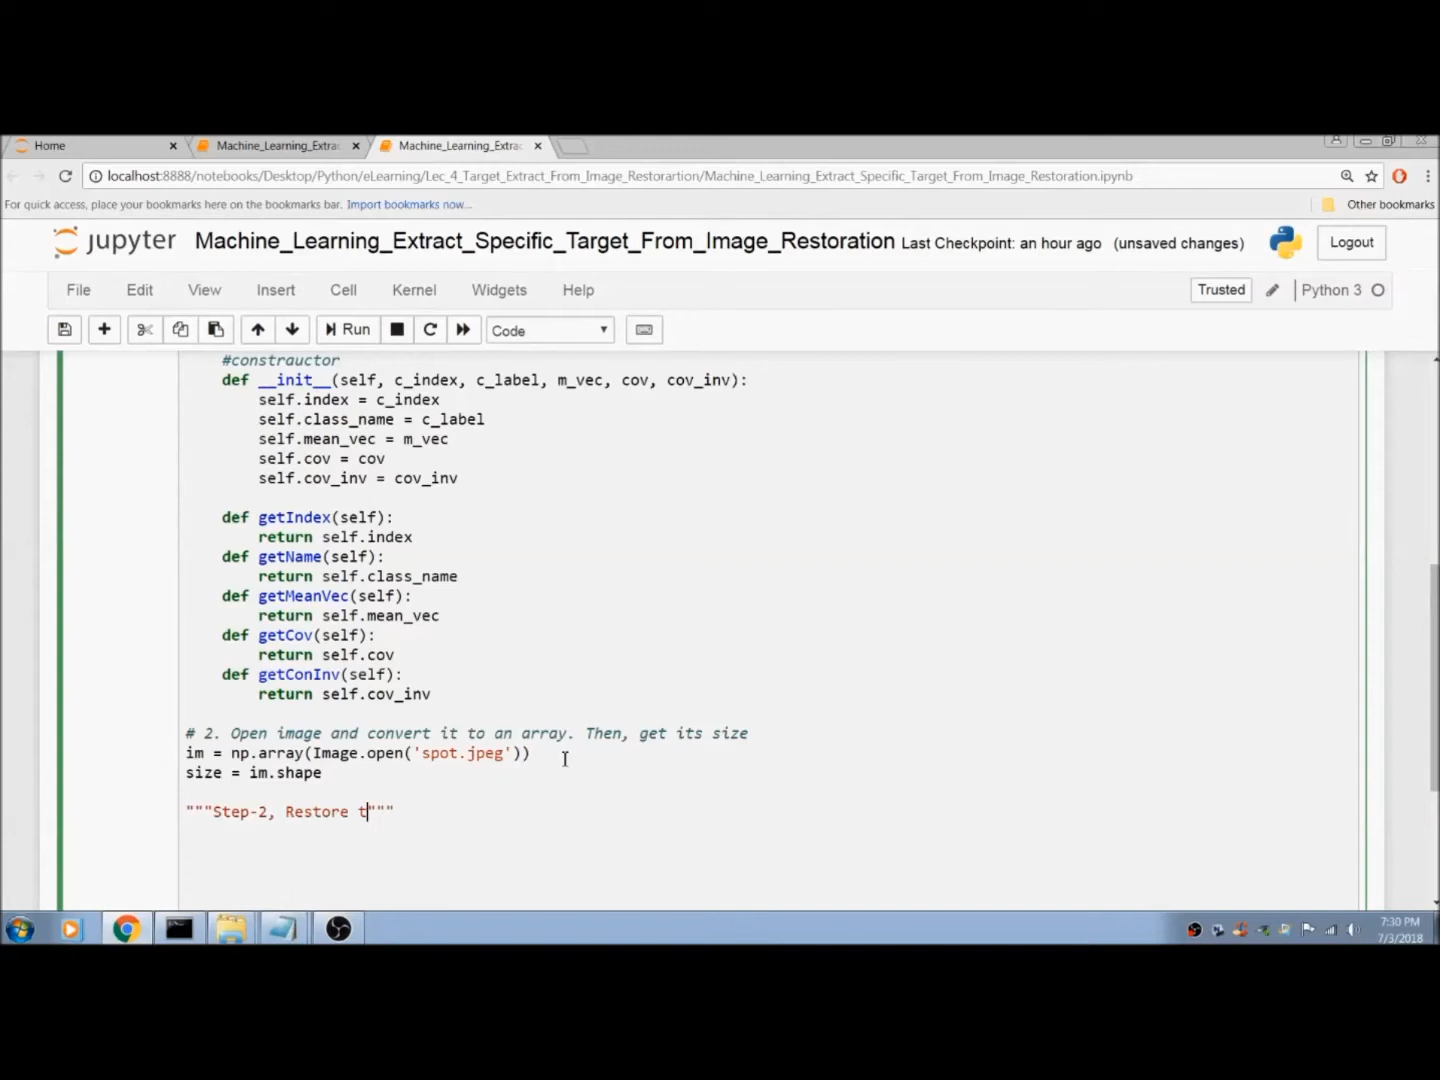 Home
Machine_Learning_Extra
Machine_Learning_Extra
localhost:8888/notebooks/Desktop/Python/eLearning/Lec_4_Target_Extract_From_Image_Restorartion/Machine_Learning_Extract_Specific_Target_From_Image_Restoration.ipynb
For quick access, place your bookmarks here on the bookmarks bar. Import bookmarks now...
Other bookmarks
jupyter Machine_Learning_Extract_Specific_Target_From_Image_Restoration Last Checkpoint: an hour ago (unsaved changes)
Logout
File Edit View Insert Cell Kernel Widgets Help
Trusted
Python 3
Run
Code
#constrauctor
def __init__(self, c_index, c_label, m_vec, cov, cov_inv):
self.index = c_index
self.class_name = c_label
self.mean_vec = m_vec
self.cov = cov
self.cov_inv = cov_inv
def getIndex(self):
return self.index
def getName(self):
return self.class_name
def getMeanVec(self):
return self.mean_vec
def getCov(self):
return self.cov
def getConInv(self):
return self.cov_inv
# 2. Open image and convert it to an array. Then, get its size
im = np.array(Image.open('spot.jpeg'))
size = im.shape
"""Step-2, Restore t"""
7:30 PM
7/3/2018